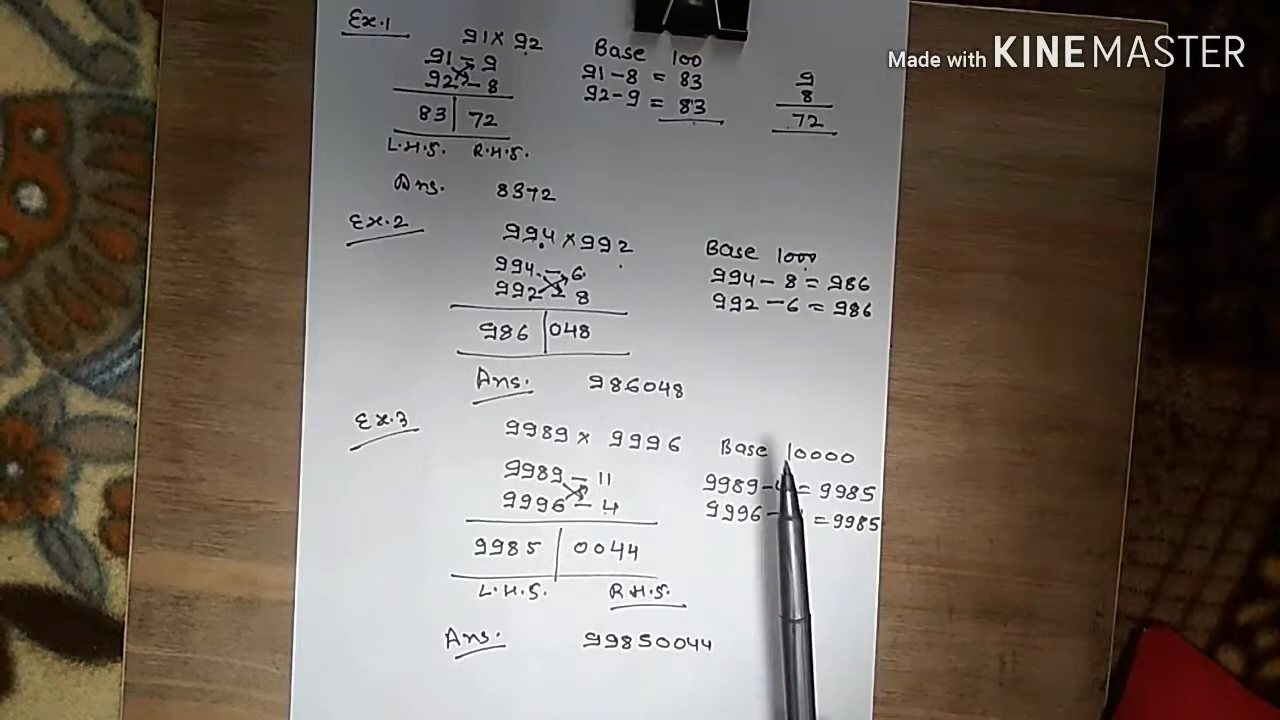 Made with KINEMASTER
Ex.1
91 × 92
91 - 9
92 - 8
83 | 72
L.H.S. R.H.S.
Ans. 8372
Base 100
91-8 = 83
92-9 = 83
9
8
72
Ex.2
994 × 992
994 - 6
992 - 8
986 | 048
Ans. 986048
Base 1000
994 - 8 = 986
992 - 6 = 986
Ex.3
9989 × 9996
9989 - 11
9996 - 4
9985 | 0044
L.H.S. R.H.S.
Ans. 99850044
Base 10000
9989 - 4 = 9985
9996 - = 9985